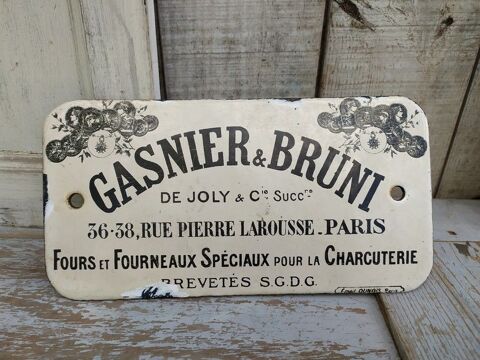 GASNIER & BRUNI
DE JOLY & Cie Succrs
36-38, RUE PIERRE LAROUSSE - PARIS
FOURS ET FOURNEAUX SPÉCIAUX POUR LA CHARCUTERIE
BREVETÉS S.G.D.G.